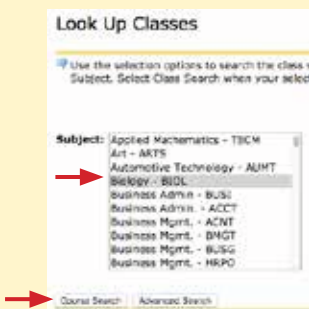 Look Up Classes
Use the selection options to search the class
Subject. Select Class Search when your selec
Subject:
Applied Mathematics - TBCM
Art - ARTS
Automotive Technology - AUMT
Biology - BIOL
Business Admin - BUSI
Business Admin. - ACCT
Business Mgmt. - ACNT
Business Mgmt. - BMGT
Business Mgmt. - BUSG
Business Mgmt. - HRPO
Course Search
Advanced Search